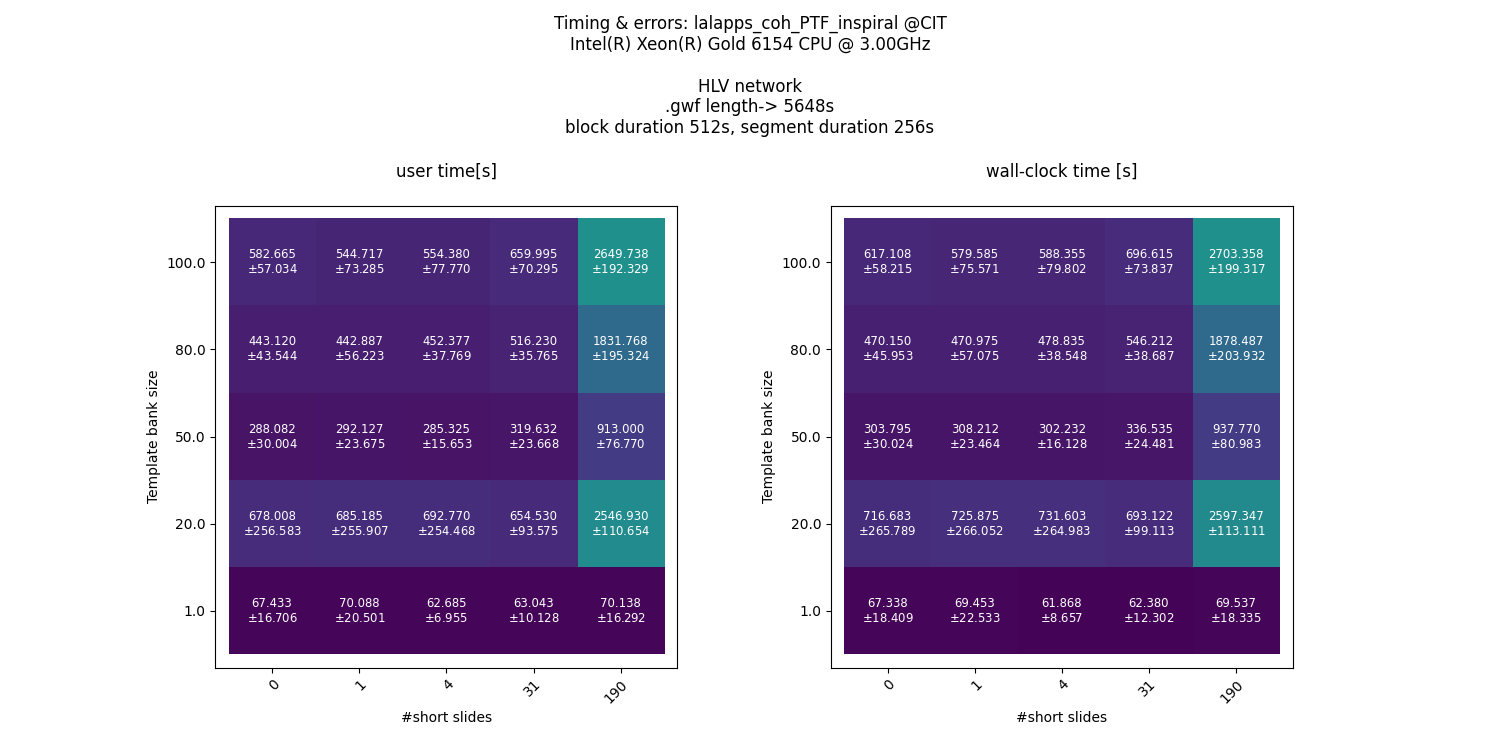 Timing & errors: lalapps_coh_PTF_inspiral @CIT
Intel(R) Xeon(R) Gold 6154 CPU @ 3.00GHz
HLV network
.gwf length-> 5648s
block duration 512s, segment duration 256s
user time[s]
Template bank size
100.0
582.665 544.717 554.380 659.995 2649.738
±57.034 ±73.285 ±77.770 ±70.295 ±192.329
80.0
443.120 442.887 452.377 516.230 1831.768
±43.544 ±56.223 ±37.769 ±35.765 ±195.324
50.0
288.082 292.127 285.325 319.632 913.000
±30.004 ±23.675 ±15.653 ±23.668 ±76.770
20.0
678.008 685.185 692.770 654.530 2546.930
±256.583 ±255.907 ±254.468 ±93.575 ±110.654
1.0
67.433 70.088 62.685 63.043 70.138
±16.706 ±20.501 ±6.955 ±10.128 ±16.292
0 1 4 31 190
#short slides
wall-clock time [s]
Template bank size
100.0
617.108 579.585 588.355 696.615 2703.358
±58.215 ±75.571 ±79.802 ±73.837 ±199.317
80.0
470.150 470.975 478.835 546.212 1878.487
±45.953 ±57.075 ±38.548 ±38.687 ±203.932
50.0
303.795 308.212 302.232 336.535 937.770
±30.024 ±23.464 ±16.128 ±24.481 ±80.983
20.0
716.683 725.875 731.603 693.122 2597.347
±265.789 ±266.052 ±264.983 ±99.113 ±113.111
1.0
67.338 69.453 61.868 62.380 69.537
±18.409 ±22.533 ±8.657 ±12.302 ±18.335
0 1 4 31 190
#short slides